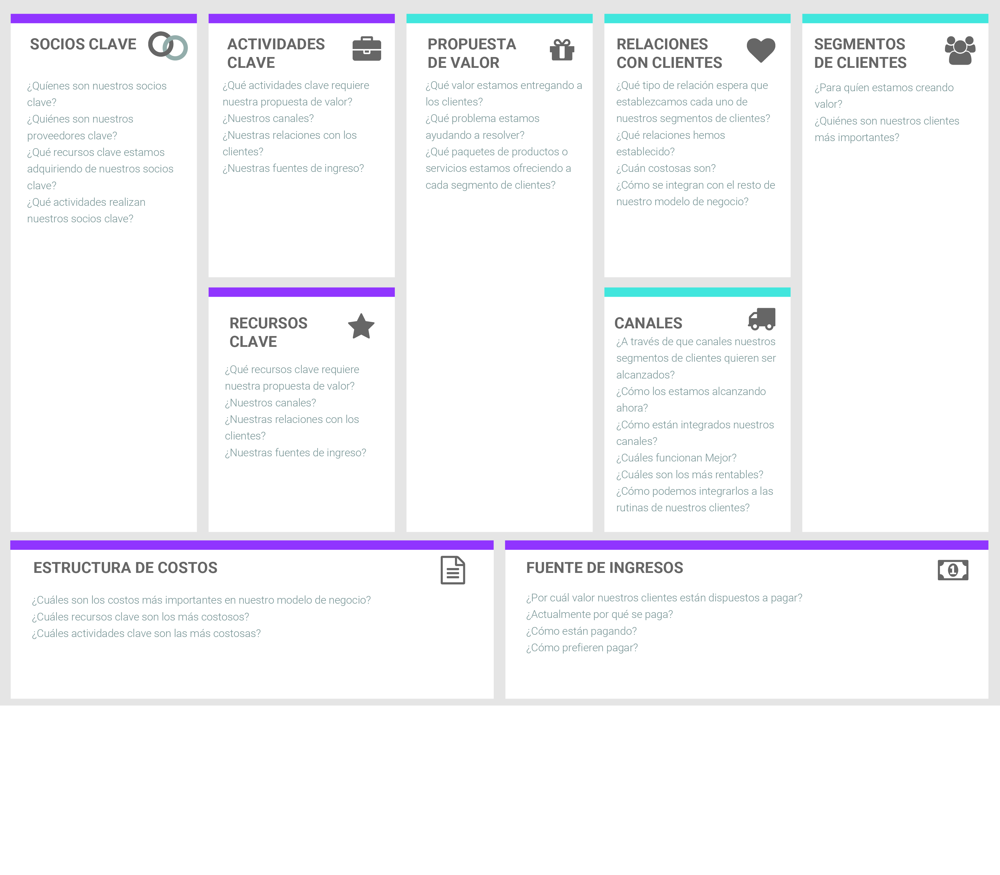 SOCIOS CLAVE
¿Quíenes son nuestros socios
clave?
¿Quiénes son nuestros
proveedores clave?
¿Qué recursos clave estamos
adquiriendo de nuestros socios
clave?
¿Qué actividades realizan
nuestros socios clave?
ACTIVIDADES
CLAVE
¿Qué actividades clave requiere
nuestra propuesta de valor?
¿Nuestros canales?
¿Nuestras relaciones con los
clientes?
¿Nuestras fuentes de ingreso?
RECURSOS
CLAVE
¿Qué recursos clave requiere
nuestra propuesta de valor?
¿Nuestros canales?
¿Nuestras relaciones con los
clientes?
¿Nuestras fuentes de ingreso?
PROPUESTA
DE VALOR
¿Qué valor estamos entregando a
los clientes?
¿Qué problema estamos
ayudando a resolver?
¿Qué paquetes de productos o
servicios estamos ofreciendo a
cada segmento de clientes?
RELACIONES
CON CLIENTES
¿Qué tipo de relación espera que
establezcamos cada uno de
nuestros segmentos de clientes?
¿Qué relaciones hemos
establecido?
¿Cuán costosas son?
¿Cómo se integran con el resto de
nuestro modelo de negocio?
CANALES
¿A través de que canales nuestros
segmentos de clientes quieren ser
alcanzados?
¿Cómo los estamos alcanzando
ahora?
¿Cómo están integrados nuestros
canales?
¿Cuáles funcionan Mejor?
¿Cuáles son los más rentables?
¿Cómo podemos integrarlos a las
rutinas de nuestros clientes?
SEGMENTOS
DE CLIENTES
¿Para quíen estamos creando
valor?
¿Quiénes son nuestros clientes
más importantes?
ESTRUCTURA DE COSTOS
¿Cuáles son los costos más importantes en nuestro modelo de negocio?
¿Cuáles recursos clave son los más costosos?
¿Cuáles actividades clave son las más costosas?
FUENTE DE INGRESOS
1
¿Por cuál valor nuestros clientes están dispuestos a pagar?
¿Actualmente por qué se paga?
¿Cómo están pagando?
¿Cómo prefieren pagar?